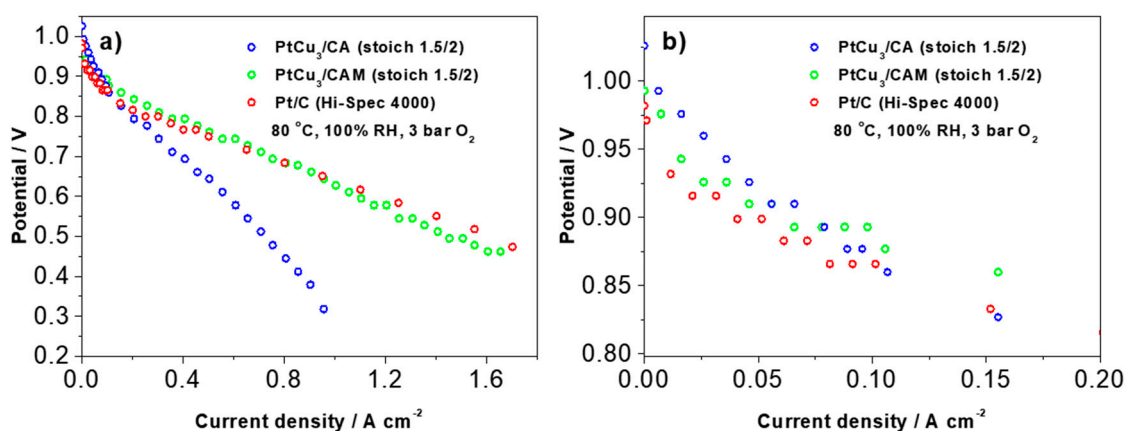 a)
PtCu₃/CA (stoich 1.5/2)
PtCu₃/CAM (stoich 1.5/2)
Pt/C (Hi-Spec 4000)
80 °C, 100% RH, 3 bar O₂
Potential / V
1.0
0.9
0.8
0.7
0.6
0.5
0.4
0.3
0.2
0.0
0.4
0.8
1.2
1.6
Current density / A cm⁻²
b)
PtCu₃/CA (stoich 1.5/2)
PtCu₃/CAM (stoich 1.5/2)
Pt/C (Hi-Spec 4000)
80 °C, 100% RH, 3 bar O₂
Potential / V
1.00
0.95
0.90
0.85
0.80
0.00
0.05
0.10
0.15
0.20
Current density / A cm⁻²